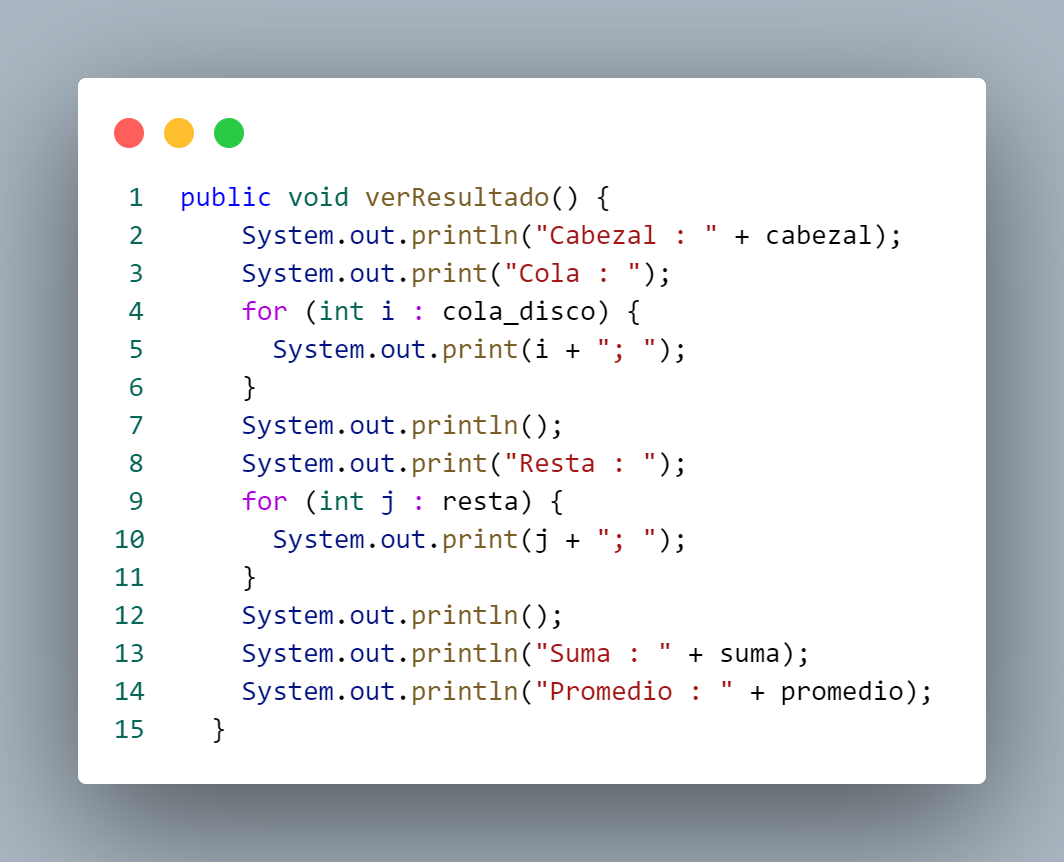 1 public void verResultado() {
2     System.out.println("Cabezal : " + cabezal);
3     System.out.print("Cola : ");
4     for (int i : cola_disco) {
5       System.out.print(i + "; ");
6     }
7     System.out.println();
8     System.out.print("Resta : ");
9     for (int j : resta) {
10       System.out.print(j + "; ");
11     }
12     System.out.println();
13     System.out.println("Suma : " + suma);
14     System.out.println("Promedio : " + promedio);
15   }